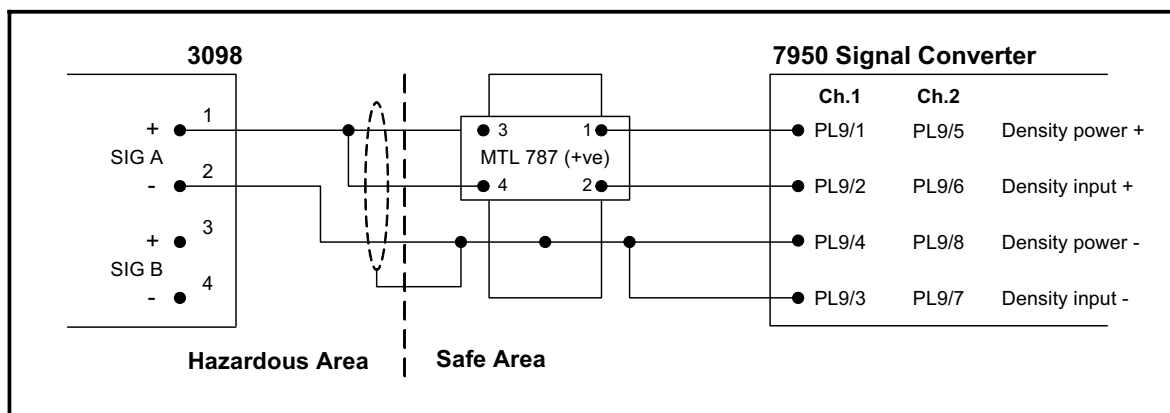 3098
7950 Signal Converter
Ch.1 Ch.2
1
+
SIG A
2
-
3
+
SIG B
4
-
3 1
MTL 787 (+ve)
4 2
PL9/1 PL9/5 Density power +
PL9/2 PL9/6 Density input +
PL9/4 PL9/8 Density power -
PL9/3 PL9/7 Density input -
Hazardous Area
Safe Area